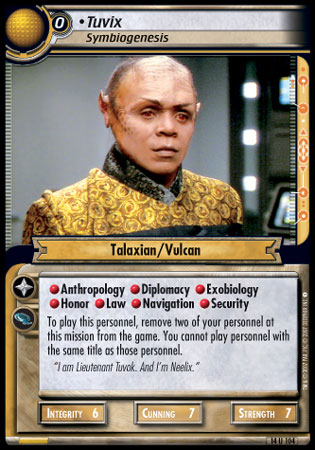 0
•Tuvix
Symbiogenesis
Talaxian/Vulcan
Anthropology Diplomacy Exobiology
Honor Law Navigation Security
To play this personnel, remove two of your personnel at
this mission from the game. You cannot play personnel with
the same title as those personnel.
"I am Lieutenant Tuvok. And I'm Neelix."
INTEGRITY 6 CUNNING 7 STRENGTH 7
14 U 104